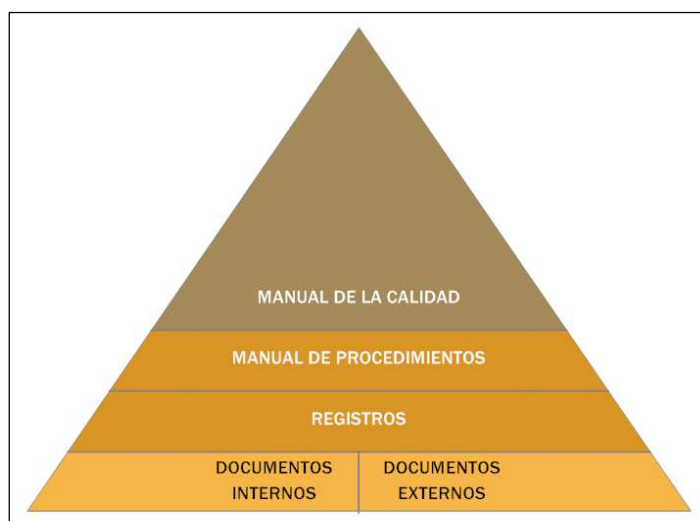 MANUAL DE LA CALIDAD
MANUAL DE PROCEDIMIENTOS
REGISTROS
DOCUMENTOS
INTERNOS
DOCUMENTOS
EXTERNOS